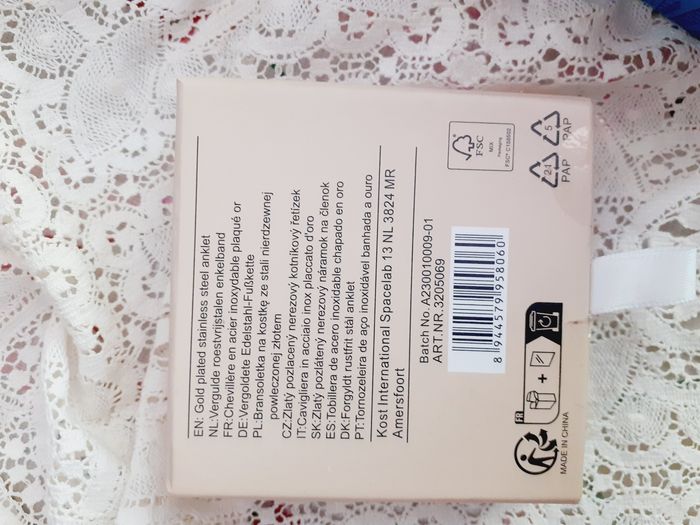 EN: Gold plated stainless steel anklet
NL:Vergulde roestvrijstalen enkelband
FR:Chevillère en acier inoxydable plaqué or
DE:Vergoldete Edelstahl-Fußkette
PL:Bransoletka na kostkę ze stali nierdzewnej
powleczonej złotem
CZ:Zlatý pozlacený nerezový kotníkový řetízek
IT:Cavigliera in acciaio inox placcato d'oro
SK:Zlatý pozlátený nerezový náramok na členok
ES:Tobillera de acero inoxidable chapado en oro
DK:Forgyldt rustfrit stål anklet
PT:Tornozeleira de aço inoxidável banhada a ouro
Kost International Spacelab 13 NL 3824 MR
Amersfoort
Batch No. A230010009-01
ART.NR.3205069
8 944579 958060
FSC
MIX
Packaging
FSC® C158502
21
PAP
5
PAP
FR
+
MADE IN CHINA